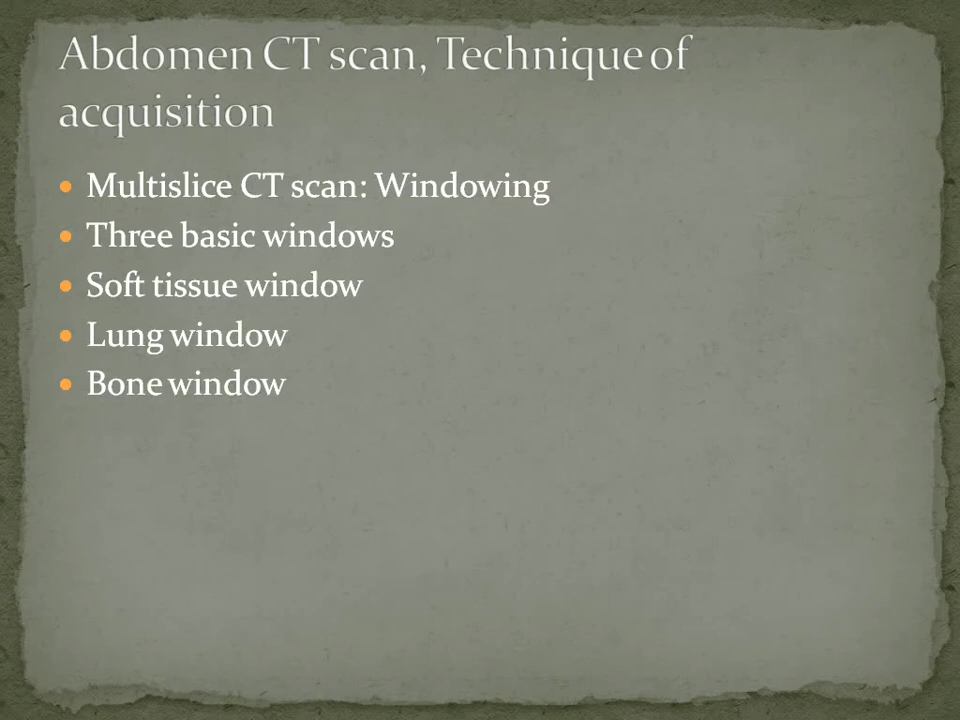 Abdomen CT scan, Technique of
acquisition
• Multislice CT scan: Windowing
• Three basic windows
• Soft tissue window
• Lung window
• Bone window